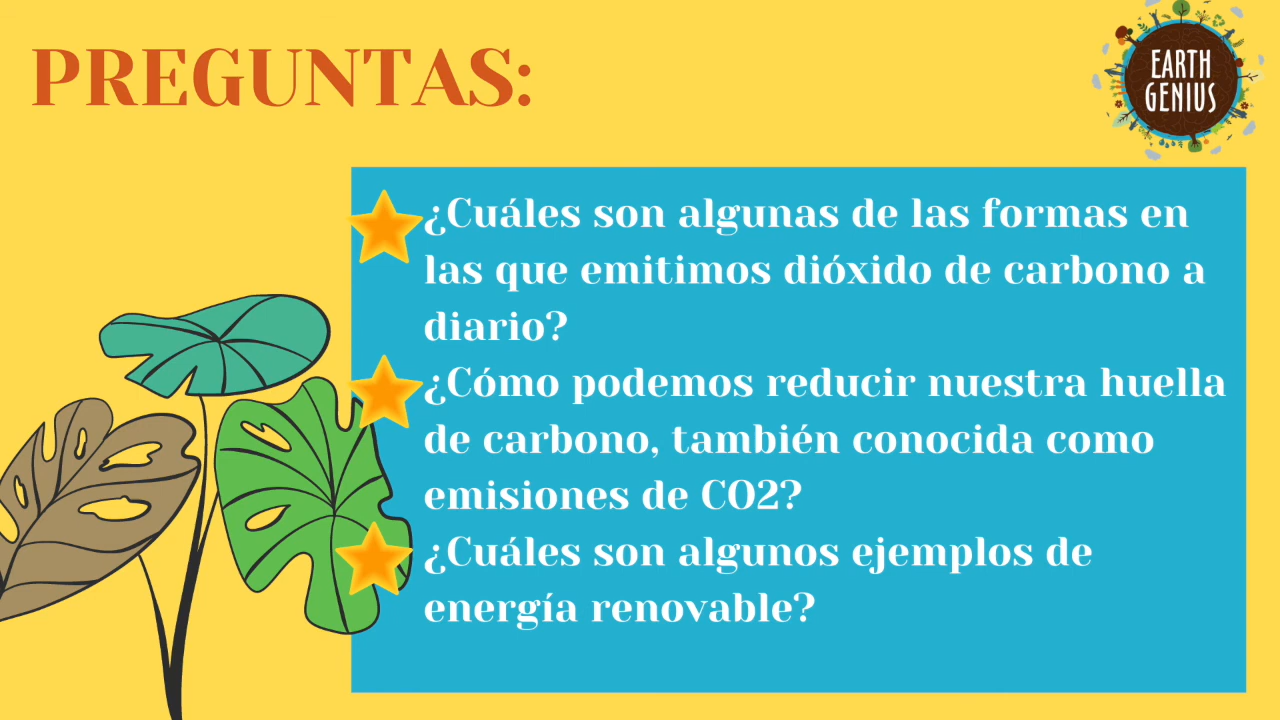 PREGUNTAS:
EARTH
GENIUS
¿Cuáles son algunas de las formas en
las que emitimos dióxido de carbono a
diario?
¿Cómo podemos reducir nuestra huella
de carbono, también conocida como
emisiones de CO2?
¿Cuáles son algunos ejemplos de
energía renovable?